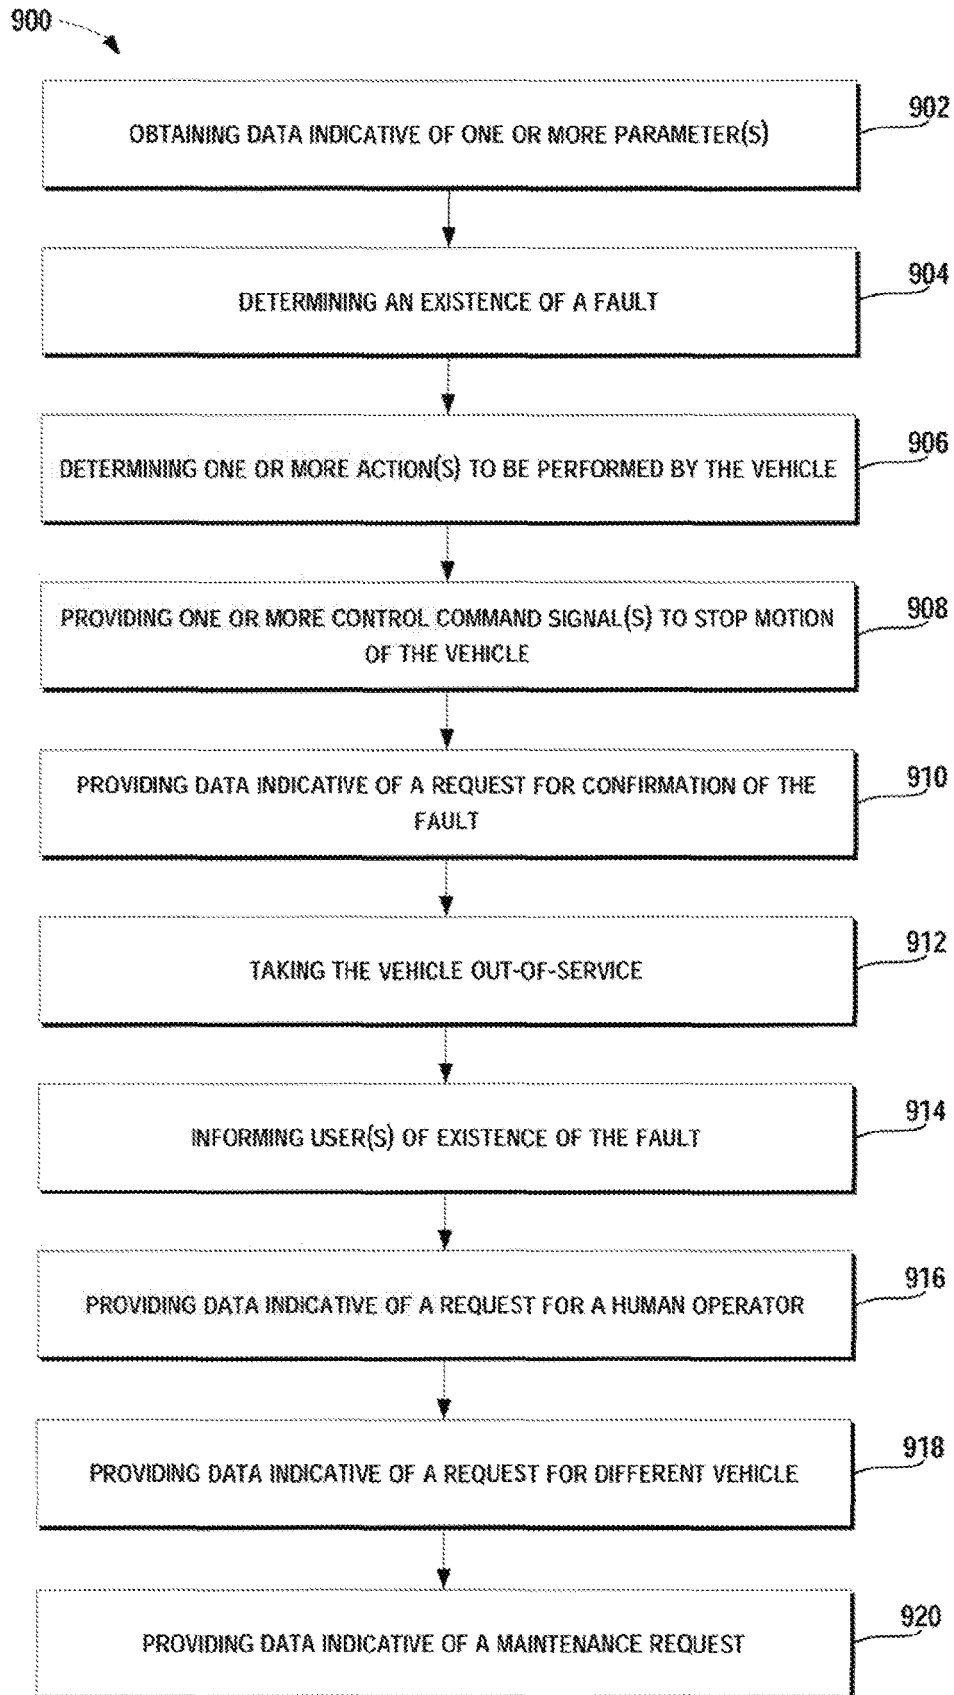 900
OBTAINING DATA INDICATIVE OF ONE OR MORE PARAMETER(S)
902
DETERMINING AN EXISTENCE OF A FAULT
904
DETERMINING ONE OR MORE ACTION(S) TO BE PERFORMED BY THE VEHICLE
906
PROVIDING ONE OR MORE CONTROL COMMAND SIGNAL(S) TO STOP MOTION
OF THE VEHICLE
908
PROVIDING DATA INDICATIVE OF A REQUEST FOR CONFIRMATION OF THE
FAULT
910
TAKING THE VEHICLE OUT-OF-SERVICE
912
INFORMING USER(S) OF EXISTENCE OF THE FAULT
914
PROVIDING DATA INDICATIVE OF A REQUEST FOR A HUMAN OPERATOR
916
PROVIDING DATA INDICATIVE OF A REQUEST FOR DIFFERENT VEHICLE
918
PROVIDING DATA INDICATIVE OF A MAINTENANCE REQUEST
920